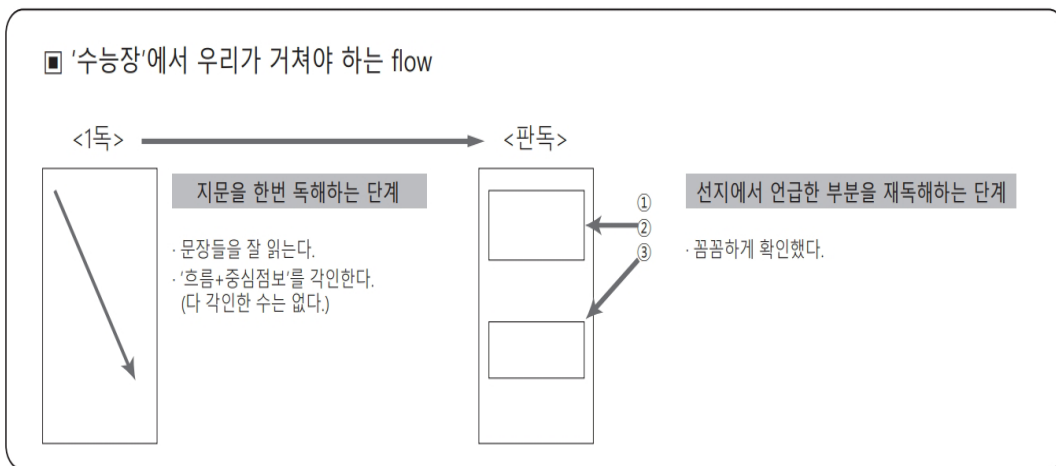 ▣ '수능장'에서 우리가 거쳐야 하는 flow
<1독>
<판독>
지문을 한번 독해하는 단계
· 문장들을 잘 읽는다.
· '흐름+중심점보'를 각인한다.
(다 각인한 수는 없다.)
①
②
③
선지에서 언급한 부분을 재독해하는 단계
· 꼼꼼하게 확인했다.